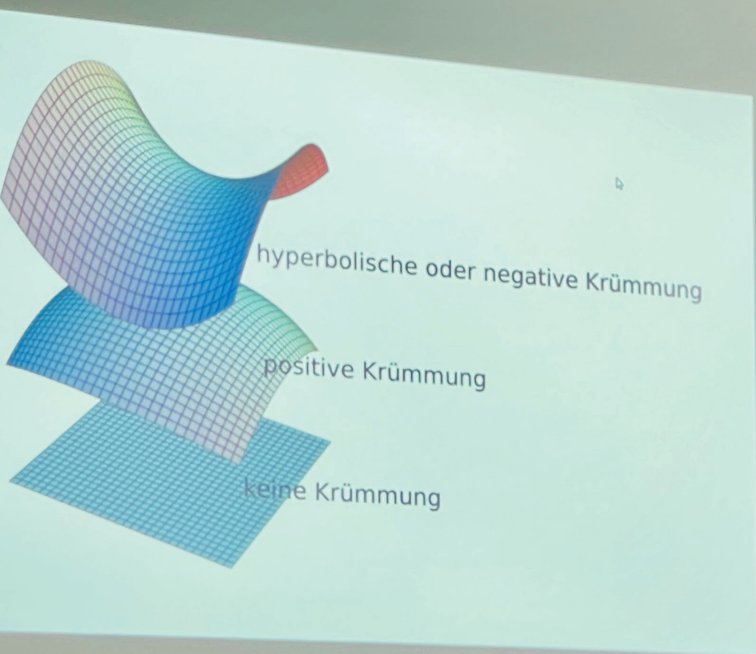 hyperbolische oder negative Krümmung
positive Krümmung
keine Krümmung